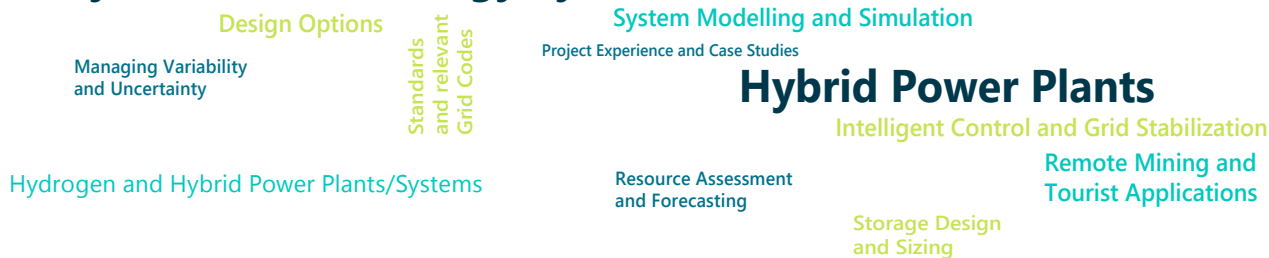 Design Options
System Modelling and Simulation
Standards
and relevant
Grid Codes
Project Experience and Case Studies
Managing Variability
and Uncertainty
Hybrid Power Plants
Intelligent Control and Grid Stabilization
Hydrogen and Hybrid Power Plants/Systems
Resource Assessment
and Forecasting
Remote Mining and
Tourist Applications
Storage Design
and Sizing